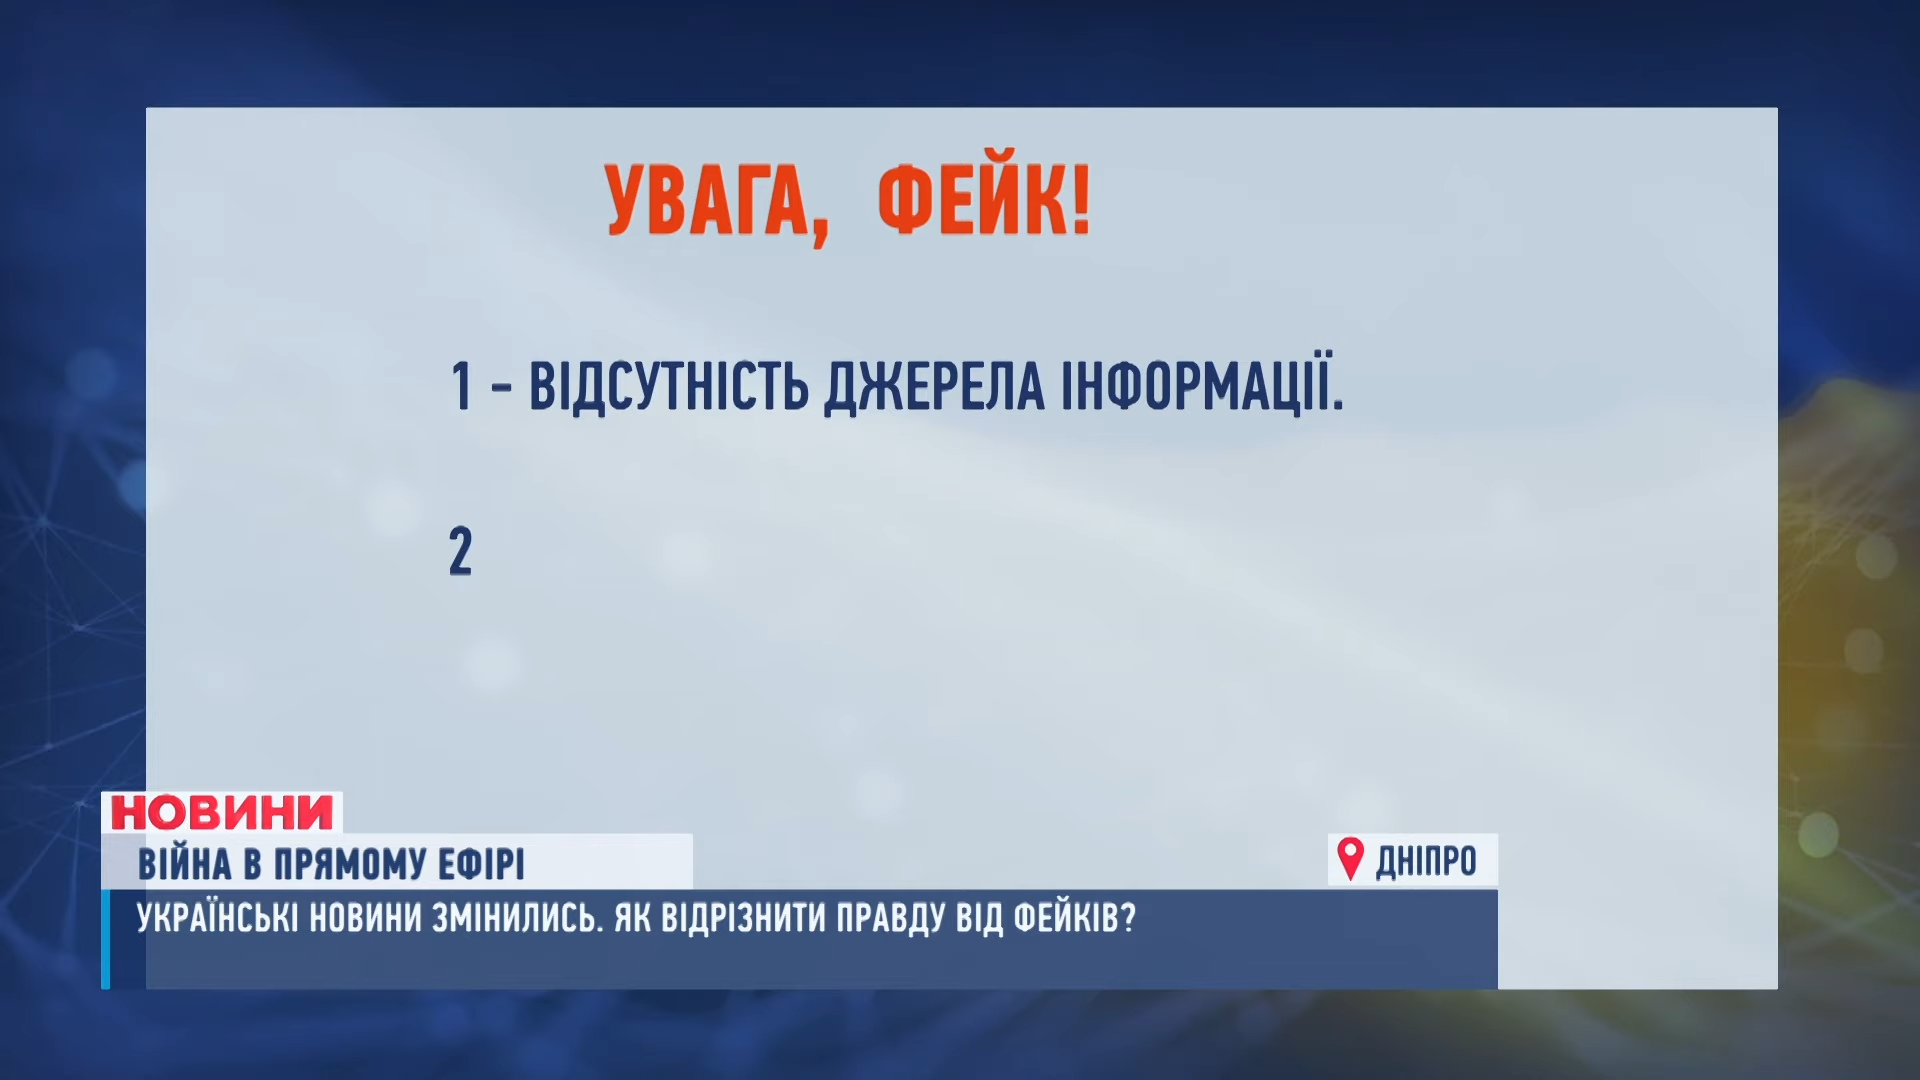 УВАГА, ФЕЙК!
1 - ВІДСУТНІСТЬ ДЖЕРЕЛА ІНФОРМАЦІЇ.
2
НОВИНИ
ВІЙНА В ПРЯМОМУ ЕФІРІ
ДНІПРО
УКРАЇНСЬКІ НОВИНИ ЗМІНИЛИСЬ. ЯК ВІДРІЗНИТИ ПРАВДУ ВІД ФЕЙКІВ?